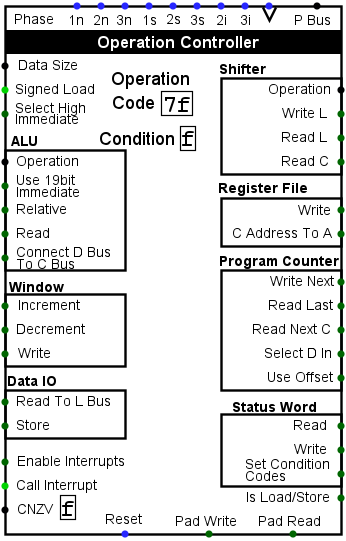 Phase 1n 2n 3n 1s 2s 3s 2i 3i P Bus
Operation Controller
Data Size
Signed Load
Select High
Immediate
ALU
Operation
Use 19bit
Immediate
Relative
Read
Connect D Bus
To C Bus
Window
Increment
Decrement
Write
Data IO
Read To L Bus
Store
Enable Interrupts
Call Interrupt
CNZV f
Operation
Code 7f
Condition f
Shifter
Operation
Write L
Read L
Read C
Register File
Write
C Address To A
Program Counter
Write Next
Read Last
Read Next C
Select D In
Use Offset
Status Word
Read
Write
Set Condition
Codes
Is Load/Store
Reset Pad Write Pad Read